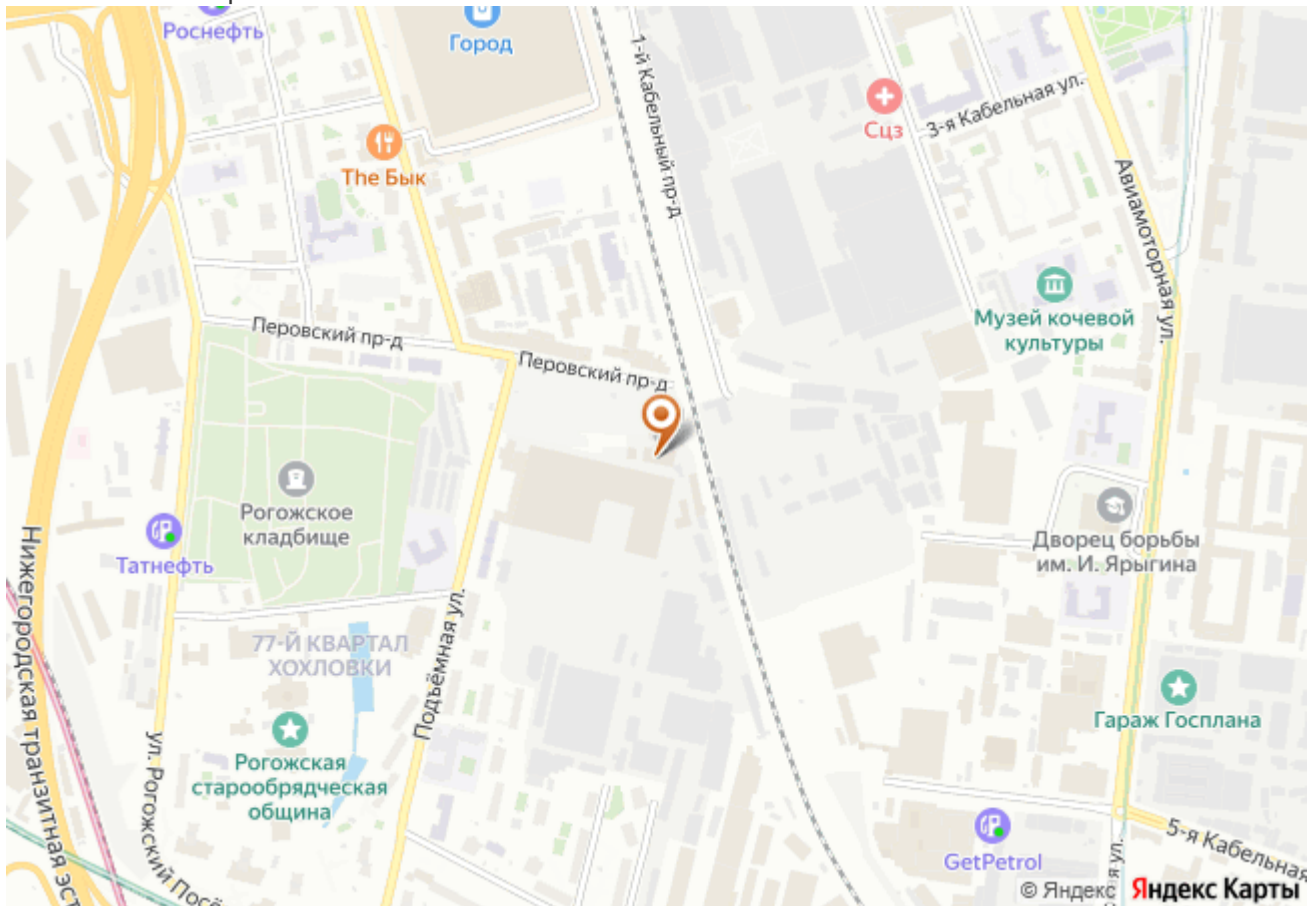 Роснефть
Город
1-й Кабельный пр-д
Сцз
3-я Кабельная ул.
The Бык
Авиамоторная ул.
Музей кочевой
культуры
Перовский пр-д
Перовский пр-д
Рогожское
кладбище
Татнефть
Дворец борьбы
им. И. Ярыгина
Нижегородская транзитная эст
77-Й КВАРТАЛ
ХОХЛОВКИ
Подъёмная ул.
Гараж Госплана
Рогожская
старообрядческая
община
ул. Рогожский Посё
GetPetrol
5-я Кабельная
© Яндекс Яндекс Карты